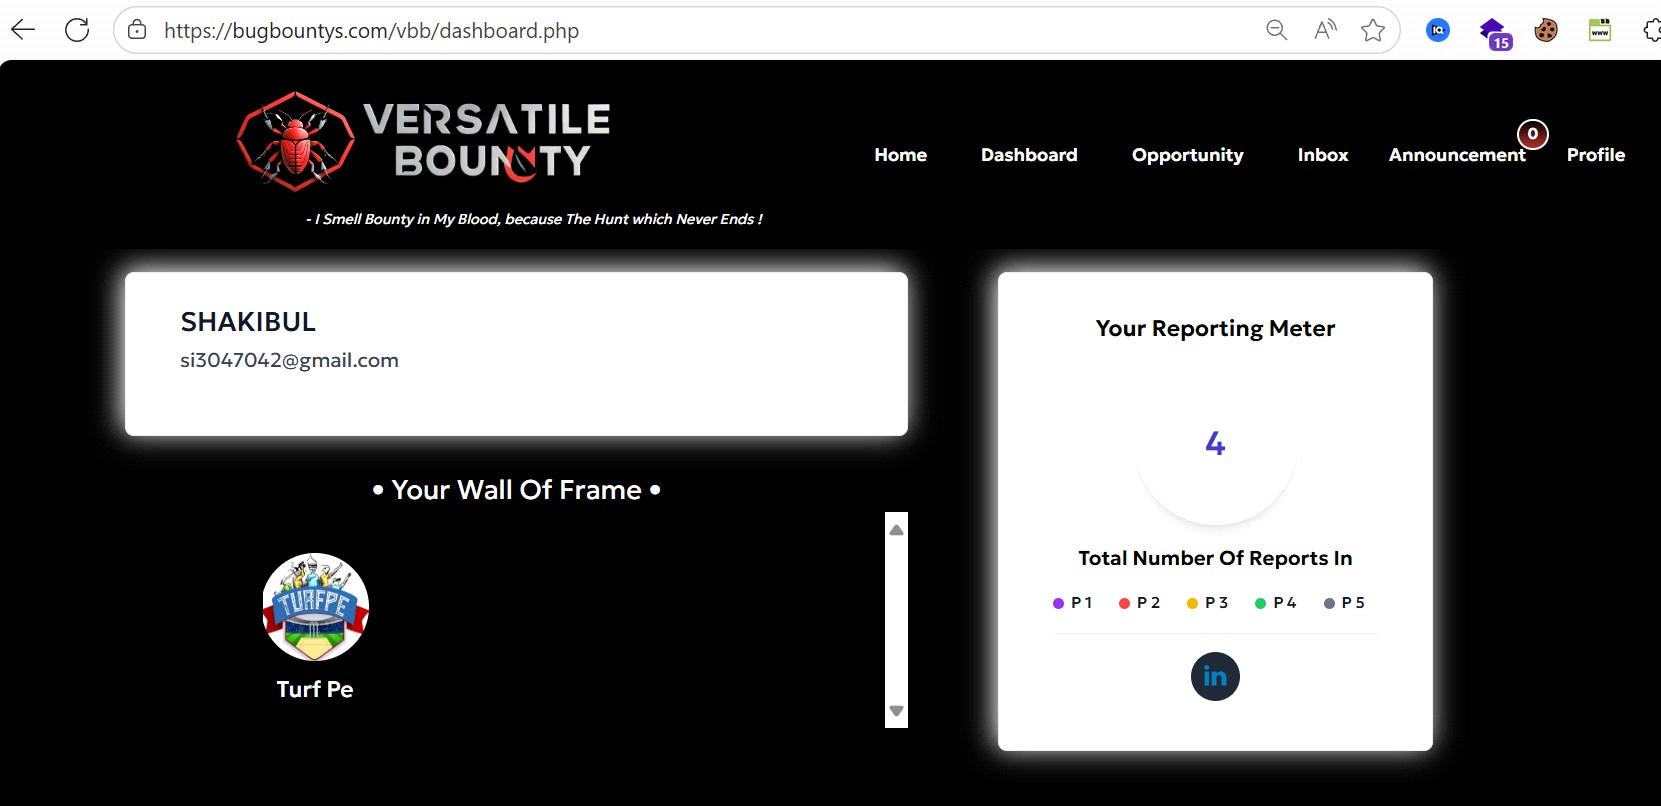 https://bugbountys.com/vbb/dashboard.php
15
www
VERSATILE
BOUNTY
- I Smell Bounty in My Blood, because The Hunt which Never Ends !
Home Dashboard Opportunity Inbox Announcement 0 Profile
SHAKIBUL
si3047042@gmail.com
• Your Wall Of Frame •
TURFPE
Turf Pe
Your Reporting Meter
4
Total Number Of Reports In
P 1 P 2 P 3 P 4 P 5
in